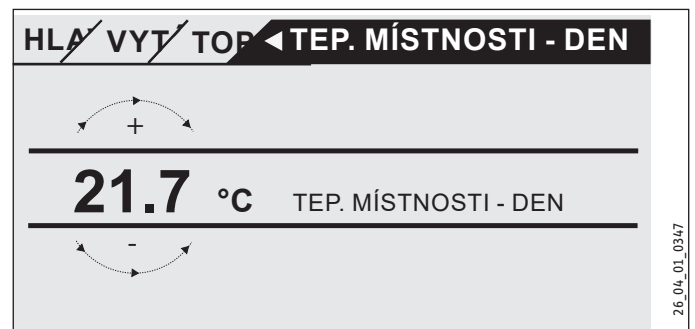 HLA VYT TOP ◄ TEP. MÍSTNOSTI - DEN
+
21.7 °C TEP. MÍSTNOSTI - DEN
-
26_04_01_0347